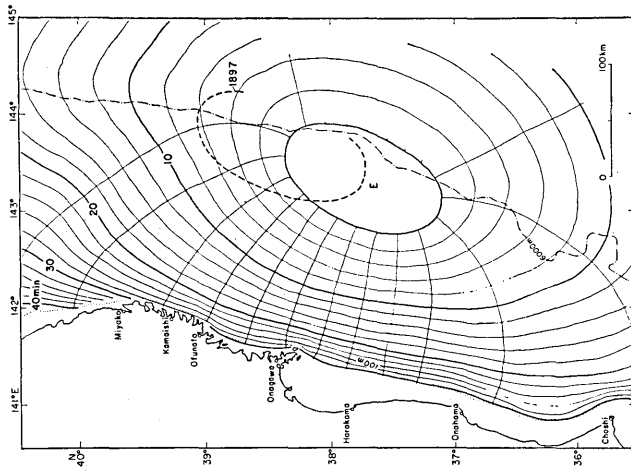 145°
144°
143°
142°
141°E
N
40°
39°
38°
37°
36°
40min
30
20
10
0
1897
E
6000m
100m
100km
Miyako
Kamaishi
Ofunato
Onagawa
Harakama
Onahama
Choshi